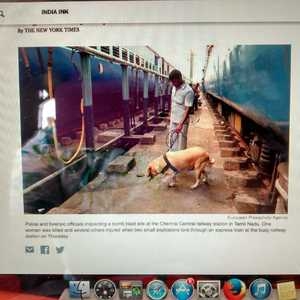 INDIA INK
By THE NEW YORK TIMES
European Pressphoto Agency
Police and forensic officials inspecting a bomb blast site at the Chennai Central railway station in Tamil Nadu. One
woman was killed and several others injured when two small explosions tore through an express train at the busy railway
station on Thursday.